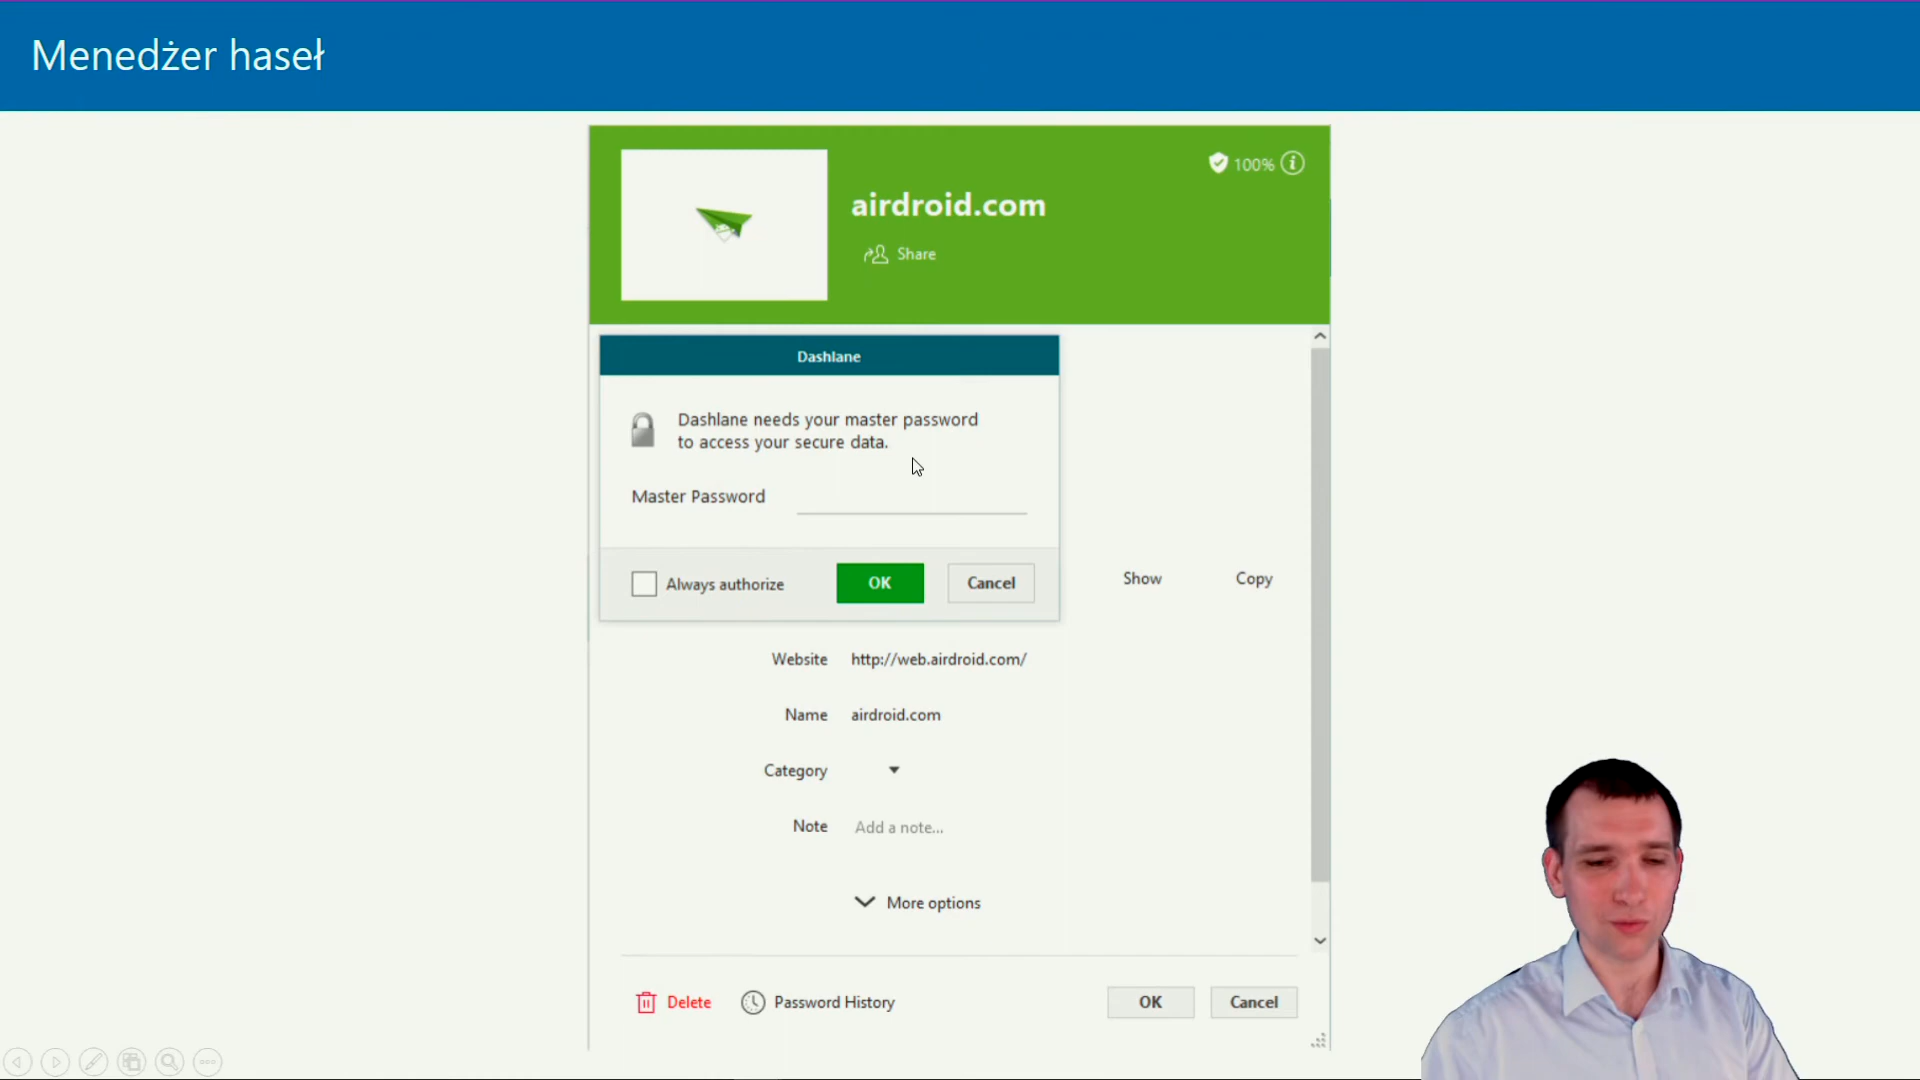 Menedżer haseł
100%
airdroid.com
Share
Dashlane
Dashlane needs your master password
to access your secure data.
Master Password
Always authorize
OK
Cancel
Show
Copy
Website http://web.airdroid.com/
Name airdroid.com
Category
Note Add a note...
More options
Delete
Password History
OK
Cancel